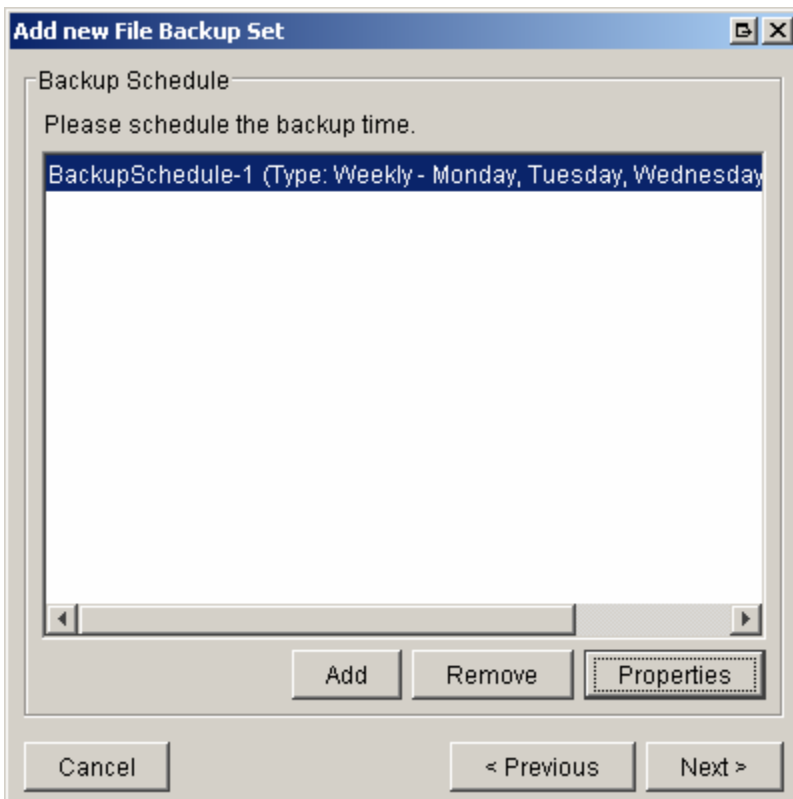 Add new File Backup Set
Backup Schedule
Please schedule the backup time.
BackupSchedule-1 (Type: Weekly - Monday, Tuesday, Wednesday
Add Remove Properties
Cancel < Previous Next >